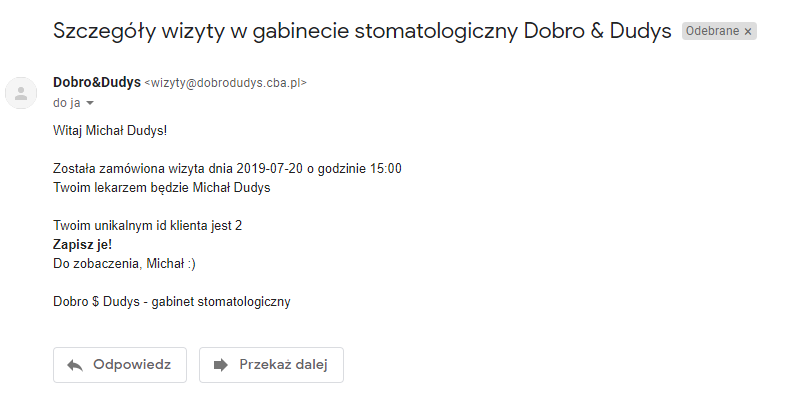 Szczegóły wizyty w gabinecie stomatologiczny Dobro & Dudys Odebrane ×
Dobro&Dudys <wizyty@dobrodudys.cba.pl>
do ja
Witaj Michał Dudys!
Została zamówiona wizyta dnia 2019-07-20 o godzinie 15:00
Twoim lekarzem będzie Michał Dudys
Twoim unikalnym id klienta jest 2
Zapisz je!
Do zobaczenia, Michał :)
Dobro $ Dudys - gabinet stomatologiczny
Odpowiedz Przekaż dalej